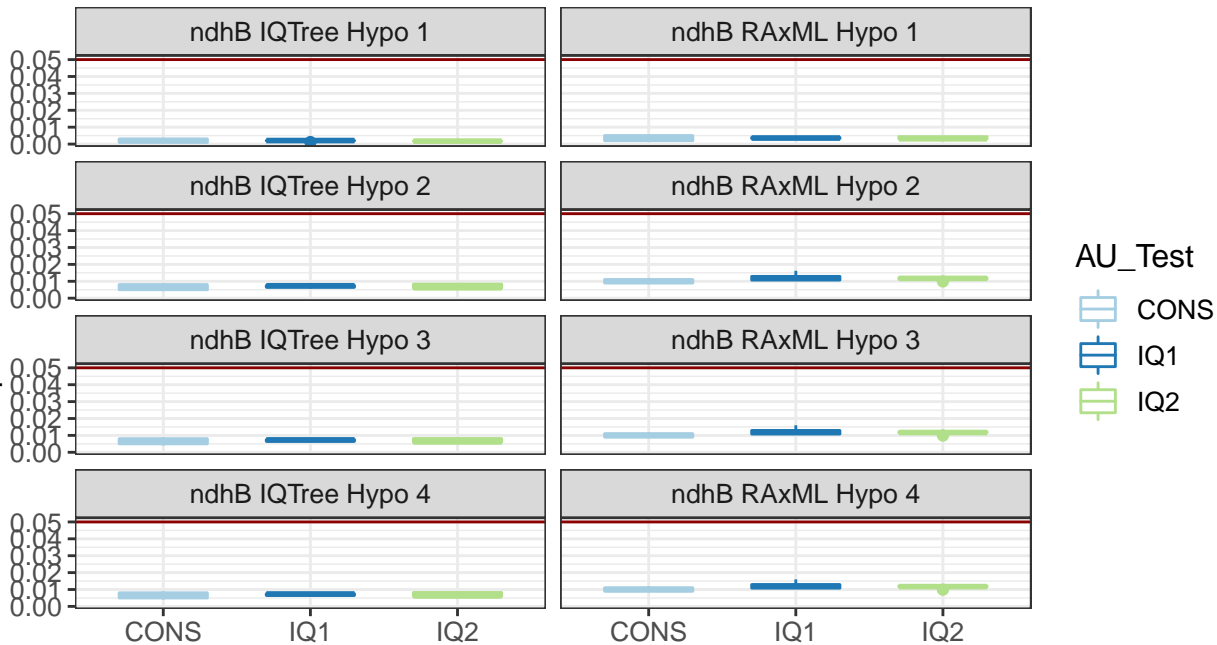 ndhB IQTree Hypo 1
ndhB RAxML Hypo 1
0.05
0.04
0.03
0.02
0.01
0.00
ndhB IQTree Hypo 2
ndhB RAxML Hypo 2
0.05
0.04
0.03
0.02
0.01
0.00
ndhB IQTree Hypo 3
ndhB RAxML Hypo 3
0.05
0.04
0.03
0.02
0.01
0.00
ndhB IQTree Hypo 4
ndhB RAxML Hypo 4
0.05
0.04
0.03
0.02
0.01
0.00
CONS IQ1 IQ2
CONS IQ1 IQ2
AU_Test
CONS
IQ1
IQ2